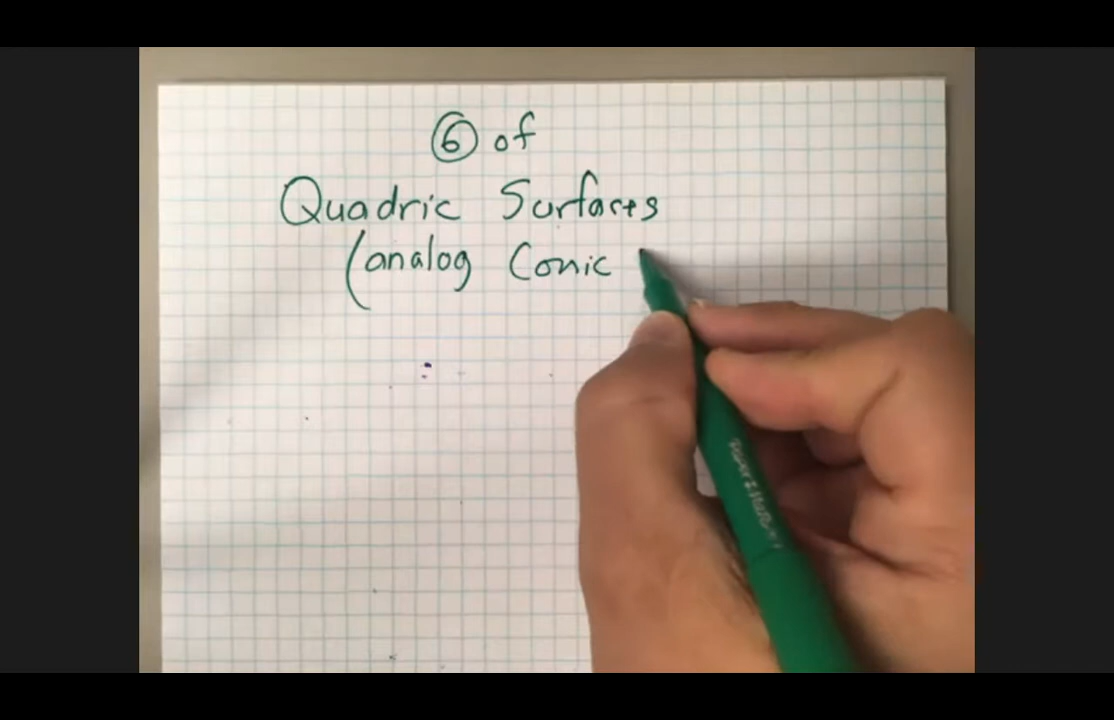 ⑥ of
Quadric Surfaces
(analog Conic